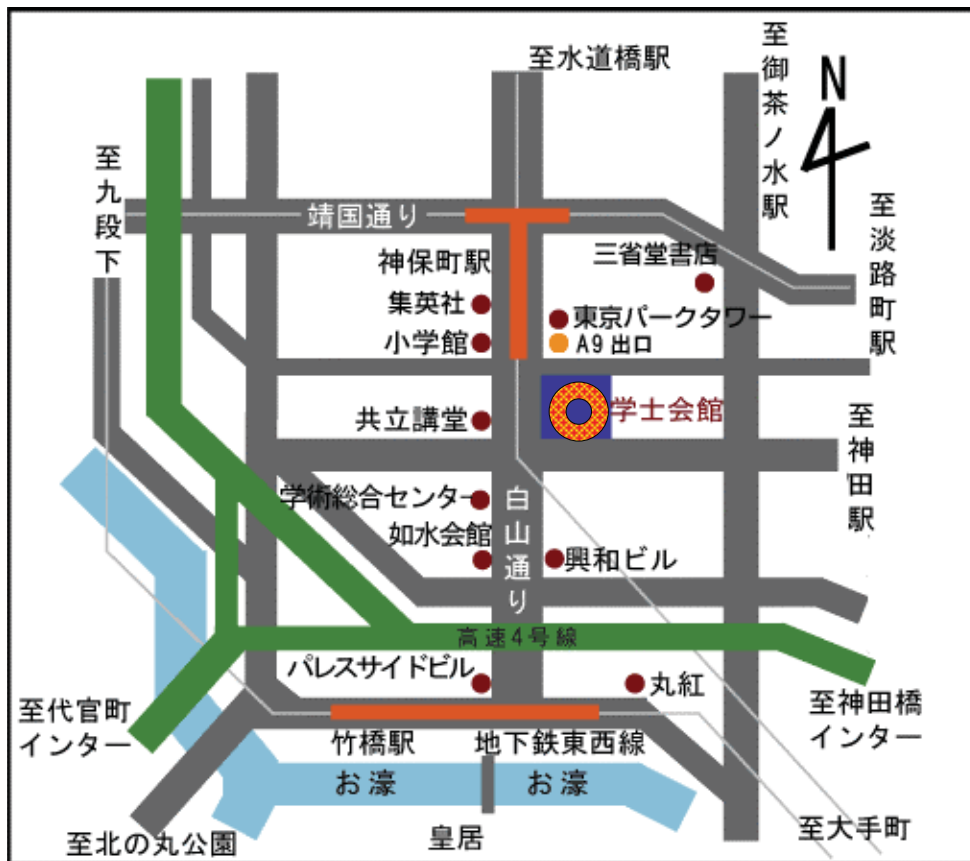 至水道橋駅
至御茶ノ水駅
N
至九段下
靖国通り
至淡路町駅
神保町駅
三省堂書店
集英社
東京パークタワー
小学館
A9出口
学士会館
共立講堂
至神田駅
学術総合センター
白山通り
如水会館
興和ビル
高速4号線
パレスサイドビル
丸紅
至代官町
インター
至神田橋
インター
竹橋駅
地下鉄東西線
お濠
お濠
皇居
至大手町
至北の丸公園